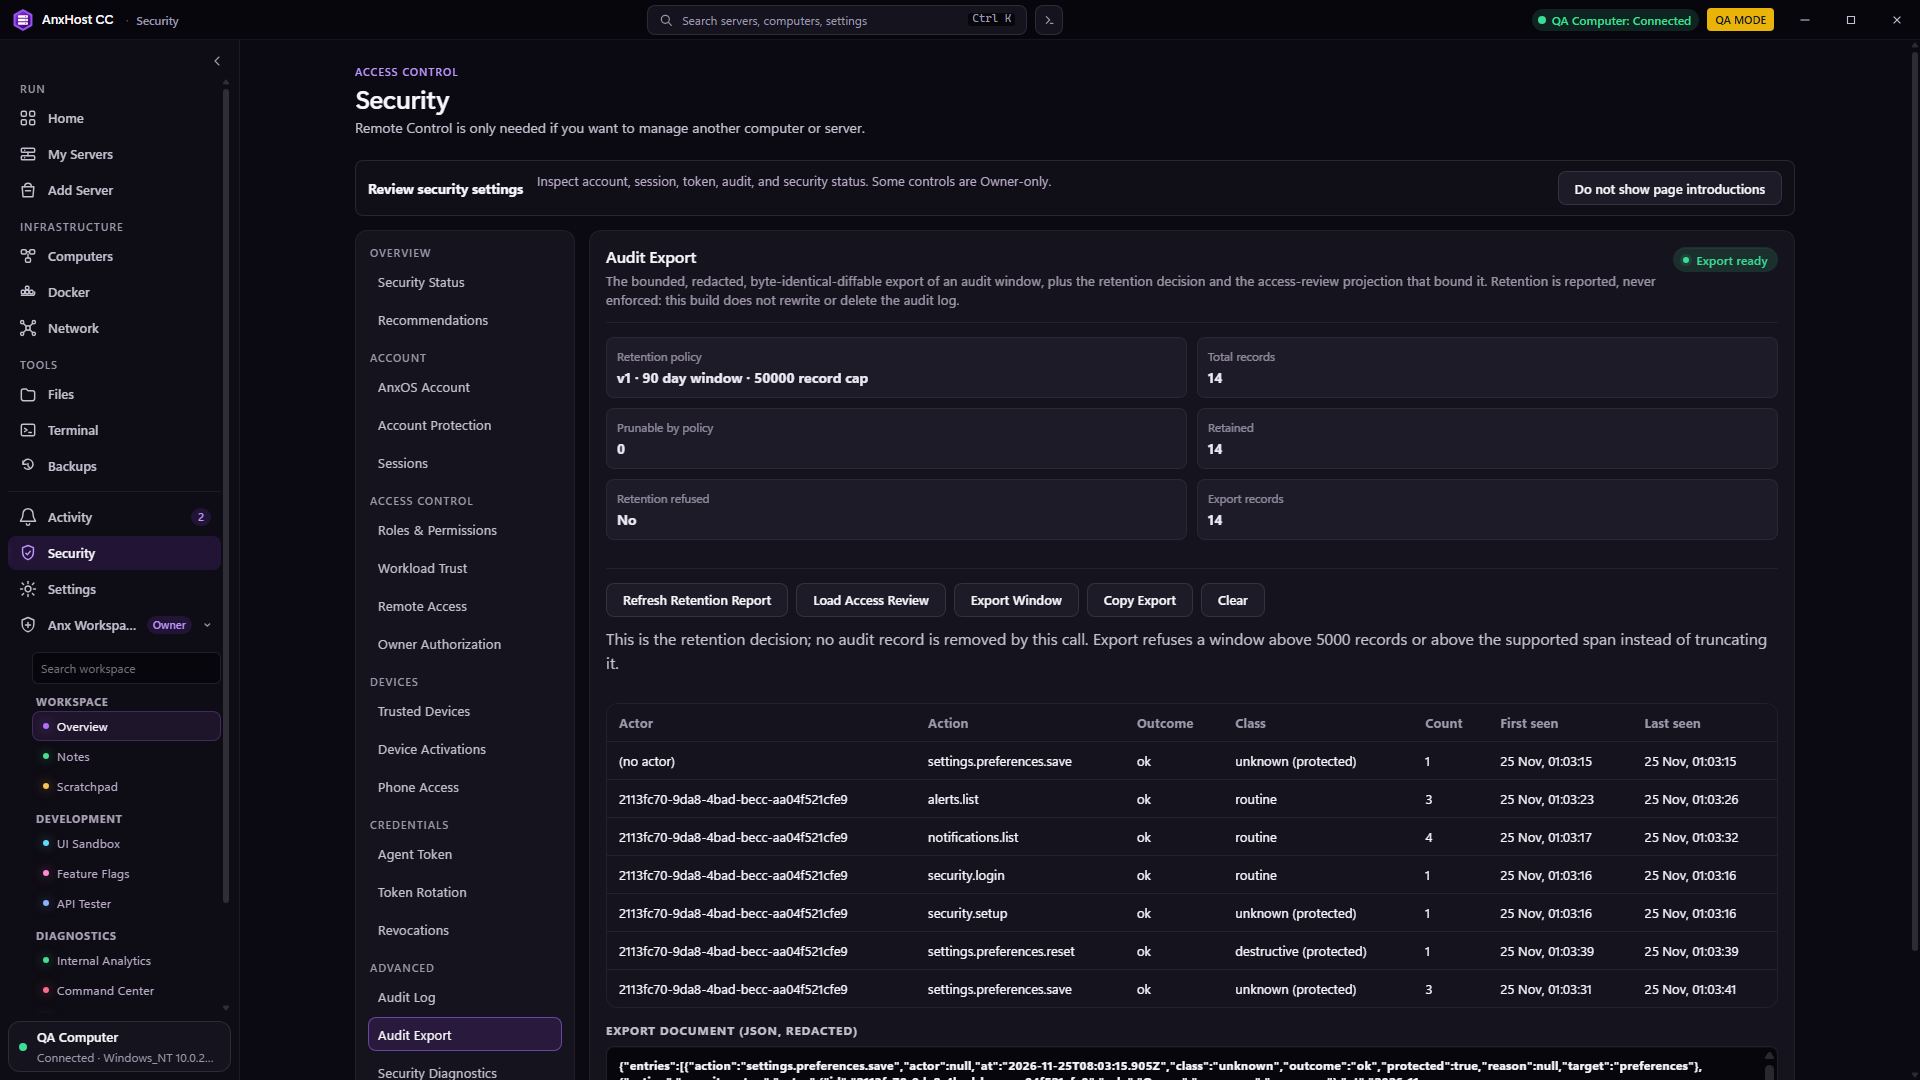 AnxHost CC · Security
Search servers, computers, settings Ctrl K
QA Computer: Connected
QA MODE
RUN
Home
My Servers
Add Server
INFRASTRUCTURE
Computers
Docker
Network
TOOLS
Files
Terminal
Backups
Activity 2
Security
Settings
Anx Workspa... Owner
Search workspace
WORKSPACE
Overview
Notes
Scratchpad
DEVELOPMENT
UI Sandbox
Feature Flags
API Tester
DIAGNOSTICS
Internal Analytics
Command Center
QA Computer
Connected · Windows_NT 10.0.2...
ACCESS CONTROL
Security
Remote Control is only needed if you want to manage another computer or server.
Review security settings
Inspect account, session, token, audit, and security status. Some controls are Owner-only.
Do not show page introductions
OVERVIEW
Security Status
Recommendations
ACCOUNT
AnxOS Account
Account Protection
Sessions
ACCESS CONTROL
Roles & Permissions
Workload Trust
Remote Access
Owner Authorization
DEVICES
Trusted Devices
Device Activations
Phone Access
CREDENTIALS
Agent Token
Token Rotation
Revocations
ADVANCED
Audit Log
Audit Export
Security Diagnostics
Audit Export
Export ready
The bounded, redacted, byte-identical-diffable export of an audit window, plus the retention decision and the access-review projection that bound it. Retention is reported, never
enforced: this build does not rewrite or delete the audit log.
Retention policy
v1 · 90 day window · 50000 record cap
Total records
14
Prunable by policy
0
Retained
14
Retention refused
No
Export records
14
Refresh Retention Report
Load Access Review
Export Window
Copy Export
Clear
This is the retention decision; no audit record is removed by this call. Export refuses a window above 5000 records or above the supported span instead of truncating
it.
Actor Action Outcome Class Count First seen Last seen
(no actor) settings.preferences.save ok unknown (protected) 1 25 Nov, 01:03:15 25 Nov, 01:03:15
2113fc70-9da8-4bad-becc-aa04f521cfe9 alerts.list ok routine 3 25 Nov, 01:03:23 25 Nov, 01:03:26
2113fc70-9da8-4bad-becc-aa04f521cfe9 notifications.list ok routine 4 25 Nov, 01:03:17 25 Nov, 01:03:32
2113fc70-9da8-4bad-becc-aa04f521cfe9 security.login ok routine 1 25 Nov, 01:03:16 25 Nov, 01:03:16
2113fc70-9da8-4bad-becc-aa04f521cfe9 security.setup ok unknown (protected) 1 25 Nov, 01:03:16 25 Nov, 01:03:16
2113fc70-9da8-4bad-becc-aa04f521cfe9 settings.preferences.reset ok destructive (protected) 1 25 Nov, 01:03:39 25 Nov, 01:03:39
2113fc70-9da8-4bad-becc-aa04f521cfe9 settings.preferences.save ok unknown (protected) 3 25 Nov, 01:03:31 25 Nov, 01:03:41
EXPORT DOCUMENT (JSON, REDACTED)
{"entries":[{"action":"settings.preferences.save","actor":null,"at":"2026-11-25T08:03:15.905Z","class":"unknown","outcome":"ok","protected":true,"reason":null,"target":"preferences"},